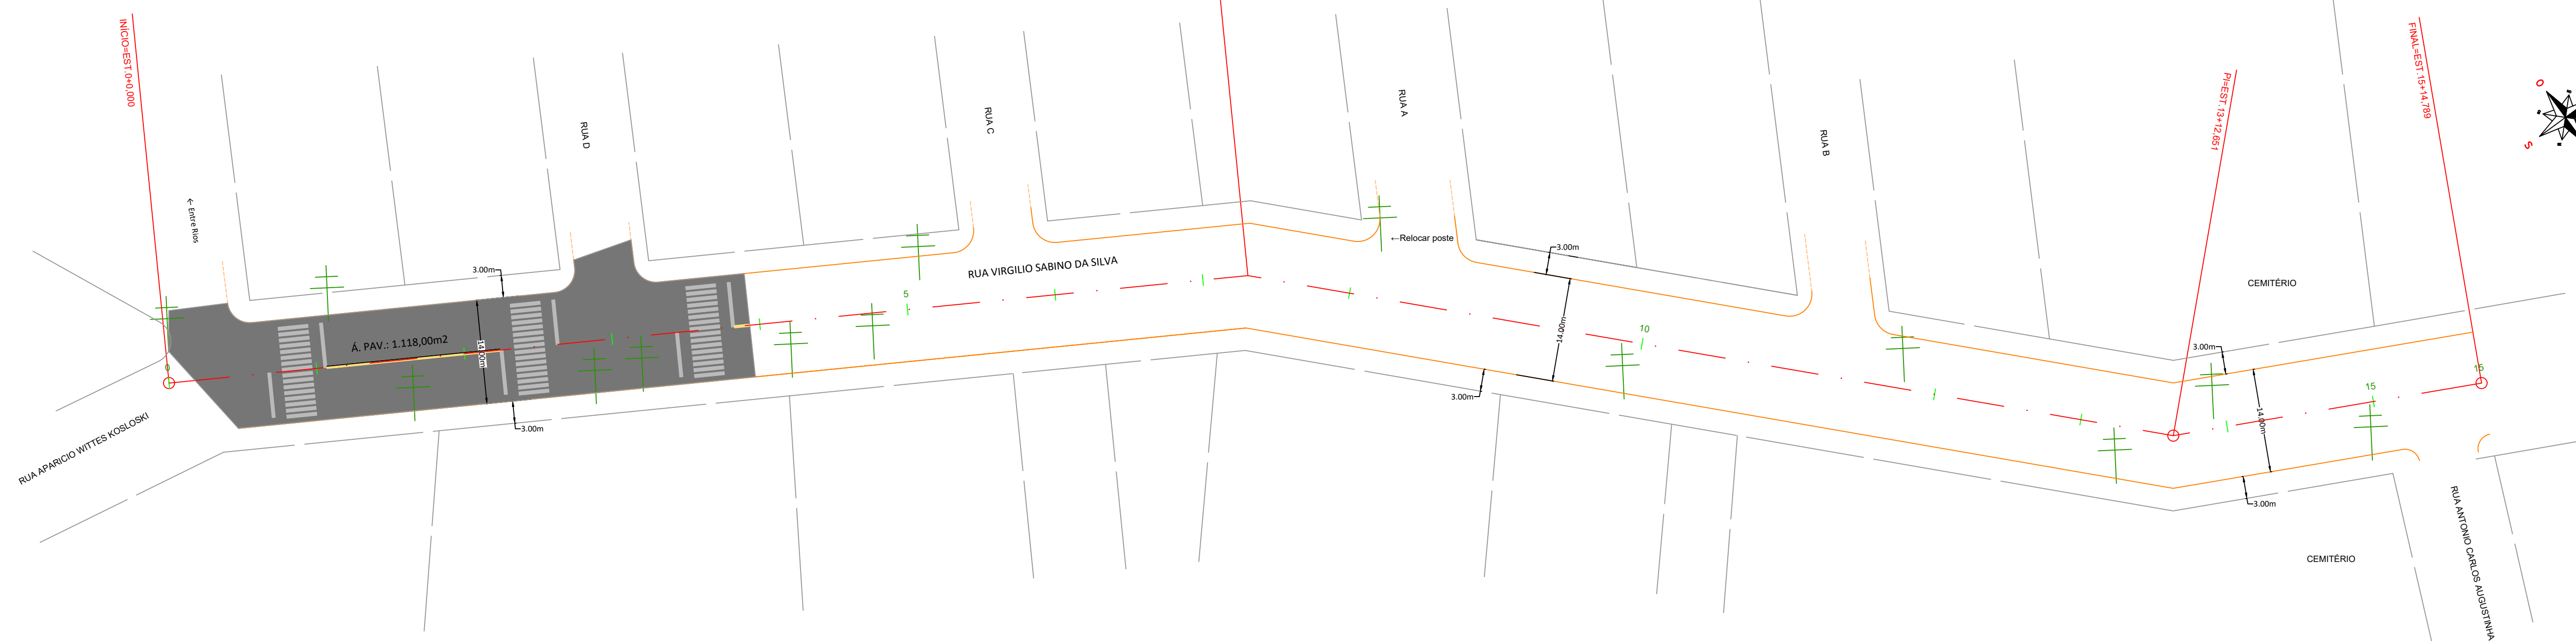 INÍCIO=EST.0+0,000
← Entre Rios
RUA D
RUA C
RUA A
RUA B
PI=EST.13+12,651
FINAL=EST.15+14,789
O
S
3.00m
←Relocar poste
3.00m
RUA VIRGILIO SABINO DA SILVA
CEMITÉRIO
5
Á. PAV.: 1.118,00m2
14.00m
14.00m
10
3.00m
0
15
15
3.00m
14.00m
RUA APARICIO WITTES KOSLOSKI
3.00m
3.00m
CEMITÉRIO
RUA ANTONIO CARLOS AUGUSTINHA